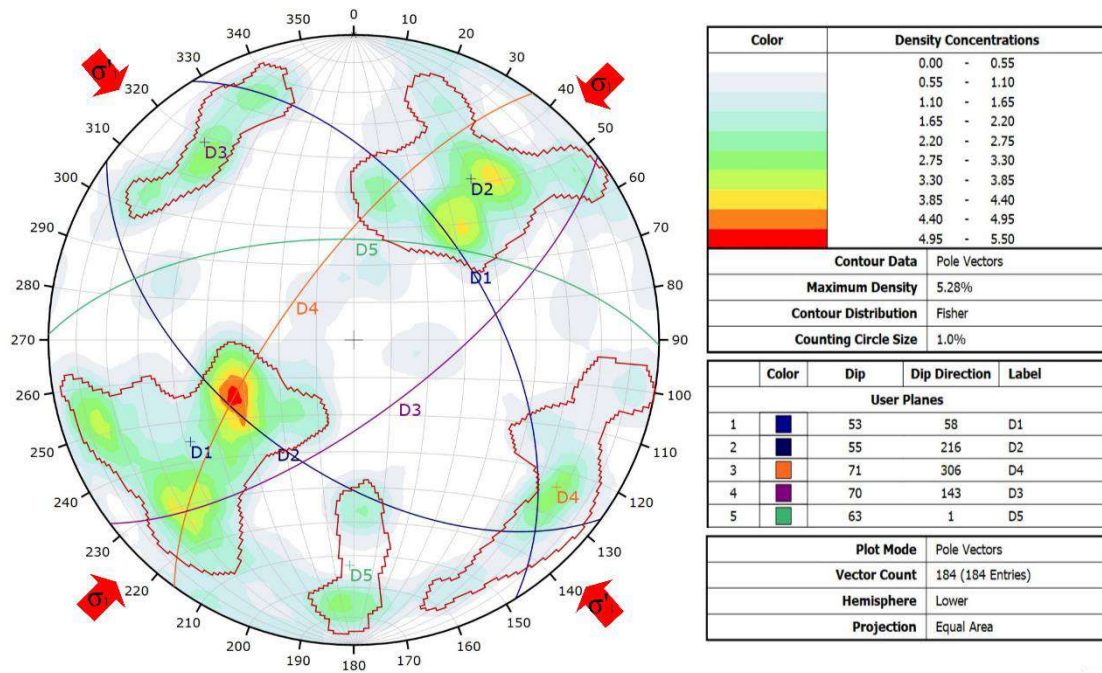 0
10
20
30
40
50
60
70
80
90
100
110
120
130
140
150
160
170
180
190
200
210
220
230
240
250
260
270
280
290
300
310
320
330
340
350
σ'₁
σ₁
σ₁
σ'₁
D3
D2
D5
D1
D4
D3
D1
D2
D4
D5
Color Density Concentrations
0.00 - 0.55
0.55 - 1.10
1.10 - 1.65
1.65 - 2.20
2.20 - 2.75
2.75 - 3.30
3.30 - 3.85
3.85 - 4.40
4.40 - 4.95
4.95 - 5.50
Contour Data Pole Vectors
Maximum Density 5.28%
Contour Distribution Fisher
Counting Circle Size 1.0%
Color Dip Dip Direction Label
User Planes
1 53 58 D1
2 55 216 D2
3 71 306 D4
4 70 143 D3
5 63 1 D5
Plot Mode Pole Vectors
Vector Count 184 (184 Entries)
Hemisphere Lower
Projection Equal Area